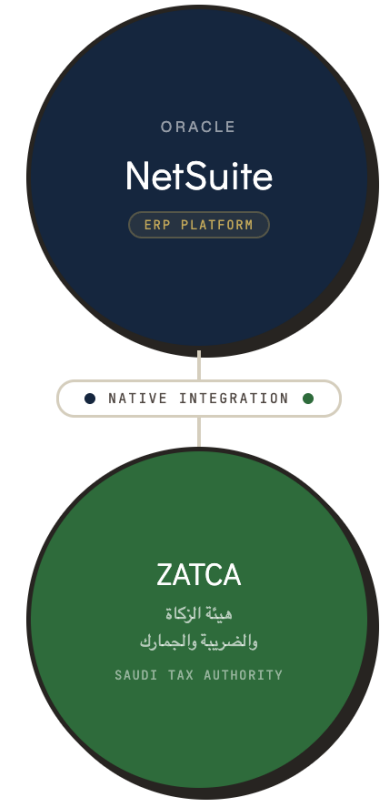 ORACLE
NetSuite
ERP PLATFORM
NATIVE INTEGRATION
ZATCA
هيئة الزكاة
والضريبة والجمارك
SAUDI TAX AUTHORITY